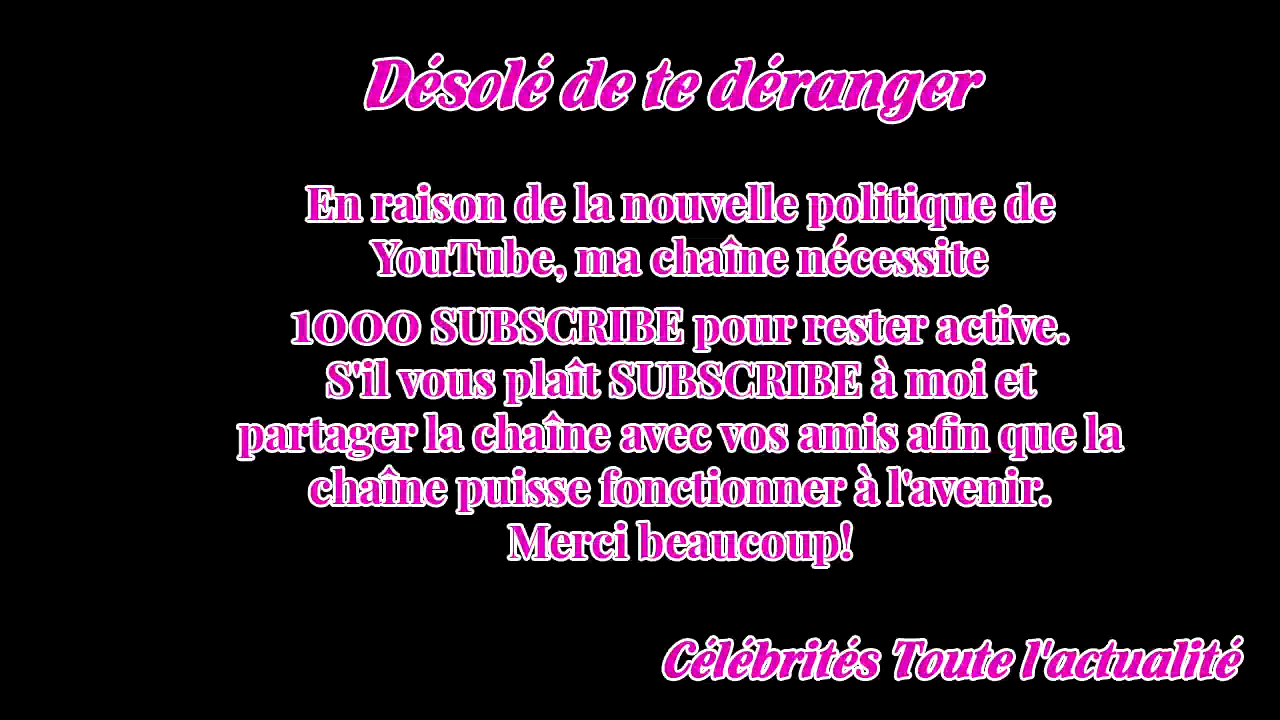 Désolé de te déranger
En raison de la nouvelle politique de
YouTube, ma chaîne nécessite
1000 SUBSCRIBE pour rester active.
S'il vous plaît SUBSCRIBE à moi et
partager la chaîne avec vos amis afin que la
chaîne puisse fonctionner à l'avenir.
Merci beaucoup!
Célébrités Toute l'actualité